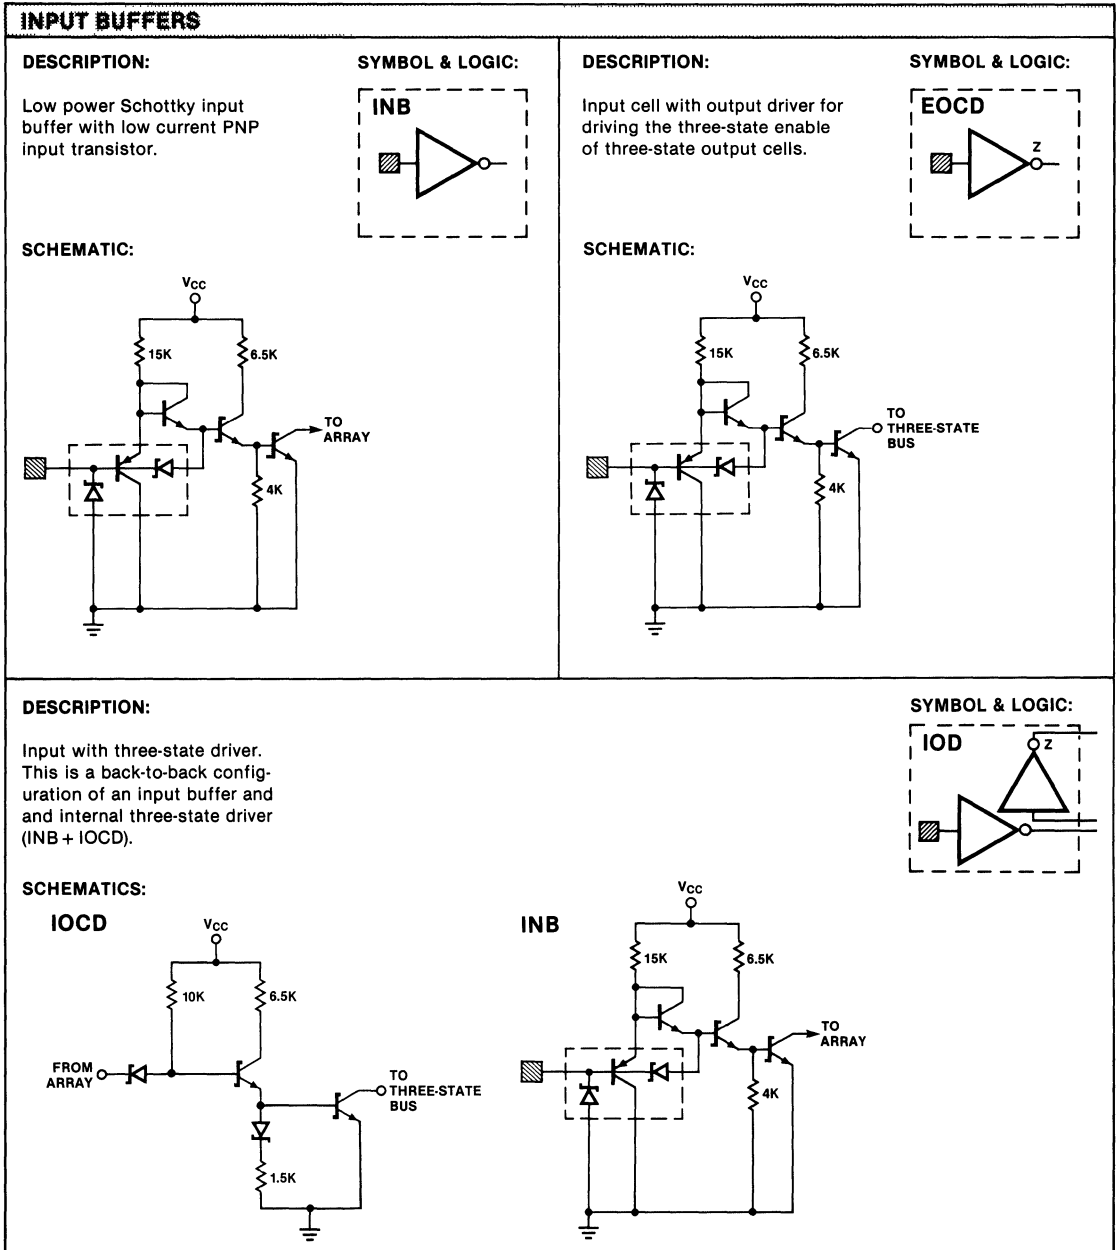 INPUT BUFFERS
DESCRIPTION:
Low power Schottky input
buffer with low current PNP
input transistor.
SYMBOL & LOGIC:
INB
SCHEMATIC:
VCC
15K
6.5K
TO
ARRAY
4K
DESCRIPTION:
Input cell with output driver for
driving the three-state enable
of three-state output cells.
SYMBOL & LOGIC:
EOCD
Z
SCHEMATIC:
VCC
15K
6.5K
TO
THREE-STATE
BUS
4K
DESCRIPTION:
Input with three-state driver.
This is a back-to-back config-
uration of an input buffer and
and internal three-state driver
(INB + IOCD).
SYMBOL & LOGIC:
IOD
Z
SCHEMATICS:
IOCD
VCC
10K
6.5K
FROM
ARRAY
TO
THREE-STATE
BUS
1.5K
INB
VCC
15K
6.5K
TO
ARRAY
4K